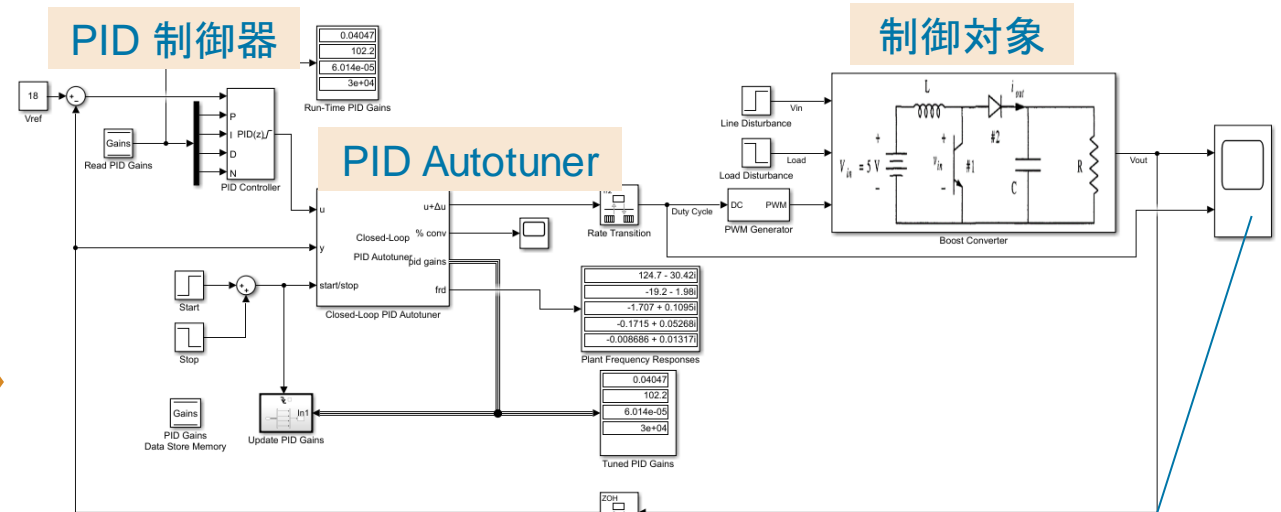 PID 制御器
制御対象
0.04047
102.2
6.014e-05
3e+04
Run-Time PID Gains
18
Vref
Gains
Read PID Gains
P
I
D
N
PID(z)
PID Controller
PID Autotuner
Line Disturbance
Vin
Load Disturbance
Load
L
i out
#2
V in = 5 V
v in
#1
C
R
+
−
+
−
Boost Converter
Vout
DC
PWM
PWM Generator
Duty Cycle
Rate Transition
u
y
start/stop
Closed-Loop
PID Autotuner
u+Δu
% conv
pid gains
frd
Closed-Loop PID Autotuner
Start
Stop
124.7 - 30.42i
-19.2 - 1.98i
-1.707 + 0.1095i
-0.1715 + 0.05268i
-0.008686 + 0.01317i
Plant Frequency Responses
Gains
PID Gains
Data Store Memory
In1
Update PID Gains
0.04047
102.2
6.014e-05
3e+04
Tuned PID Gains
ZOH